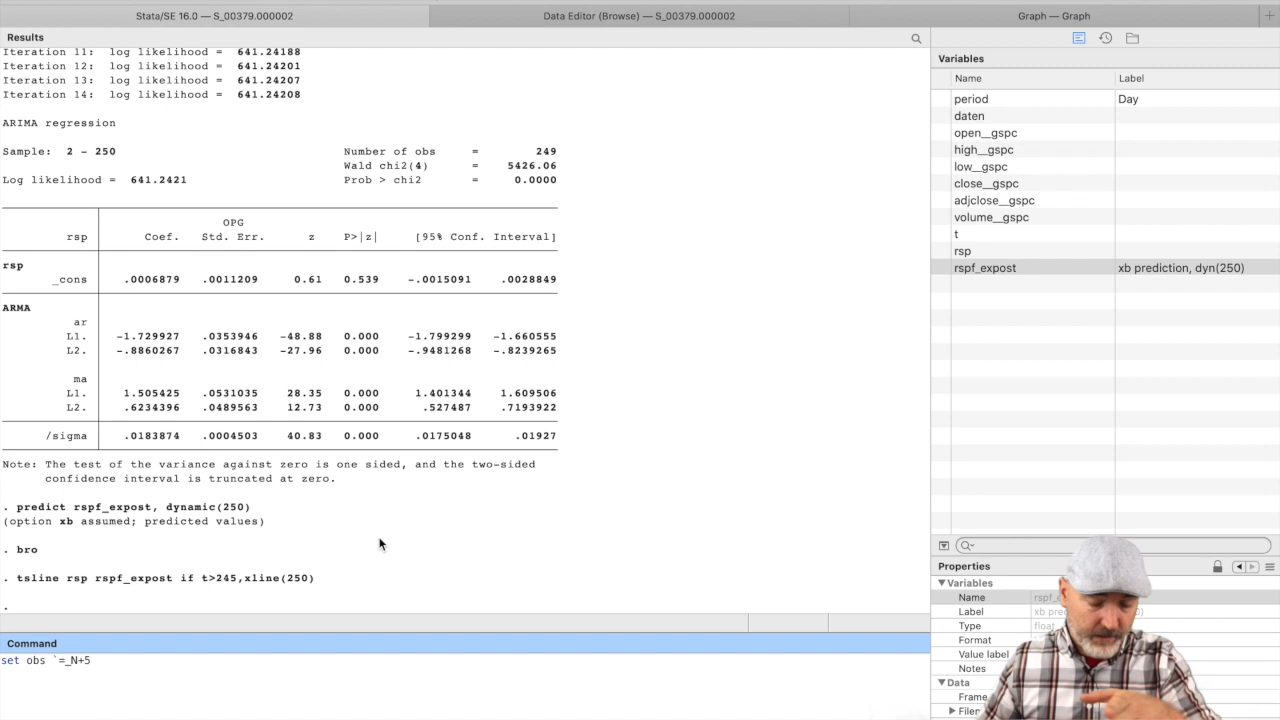 Stata/SE 16.0 — S_00379.000002
Data Editor (Browse) — S_00379.000002
Graph — Graph
Results
Iteration 11: log likelihood = 641.24188
Iteration 12: log likelihood = 641.24201
Iteration 13: log likelihood = 641.24207
Iteration 14: log likelihood = 641.24208
ARIMA regression
Sample: 2 - 250 Number of obs = 249
Wald chi2(4) = 5426.06
Log likelihood = 641.2421 Prob > chi2 = 0.0000
OPG
rsp Coef. Std. Err. z P>|z| [95% Conf. Interval]
rsp
_cons .0006879 .0011209 0.61 0.539 -.0015091 .0028849
ARMA
ar
L1. -1.729927 .0353946 -48.88 0.000 -1.799299 -1.660555
L2. -.8860267 .0316843 -27.96 0.000 -.9481268 -.8239265
ma
L1. 1.505425 .0531035 28.35 0.000 1.401344 1.609506
L2. .6234396 .0489563 12.73 0.000 .527487 .7193922
/sigma .0183874 .0004503 40.83 0.000 .0175048 .01927
Note: The test of the variance against zero is one sided, and the two-sided
confidence interval is truncated at zero.
. predict rspf_expost, dynamic(250)
(option xb assumed; predicted values)
. bro
. tsline rsp rspf_expost if t>245,xline(250)
.
Command
set obs `=_N+5
Variables
Name Label
period Day
daten
open__gspc
high__gspc
low__gspc
close__gspc
adjclose__gspc
volume__gspc
t
rsp
rspf_expost xb prediction, dyn(250)
Properties
Variables
Name
Label
Type float
Format
Value label
Notes
Data
Frame